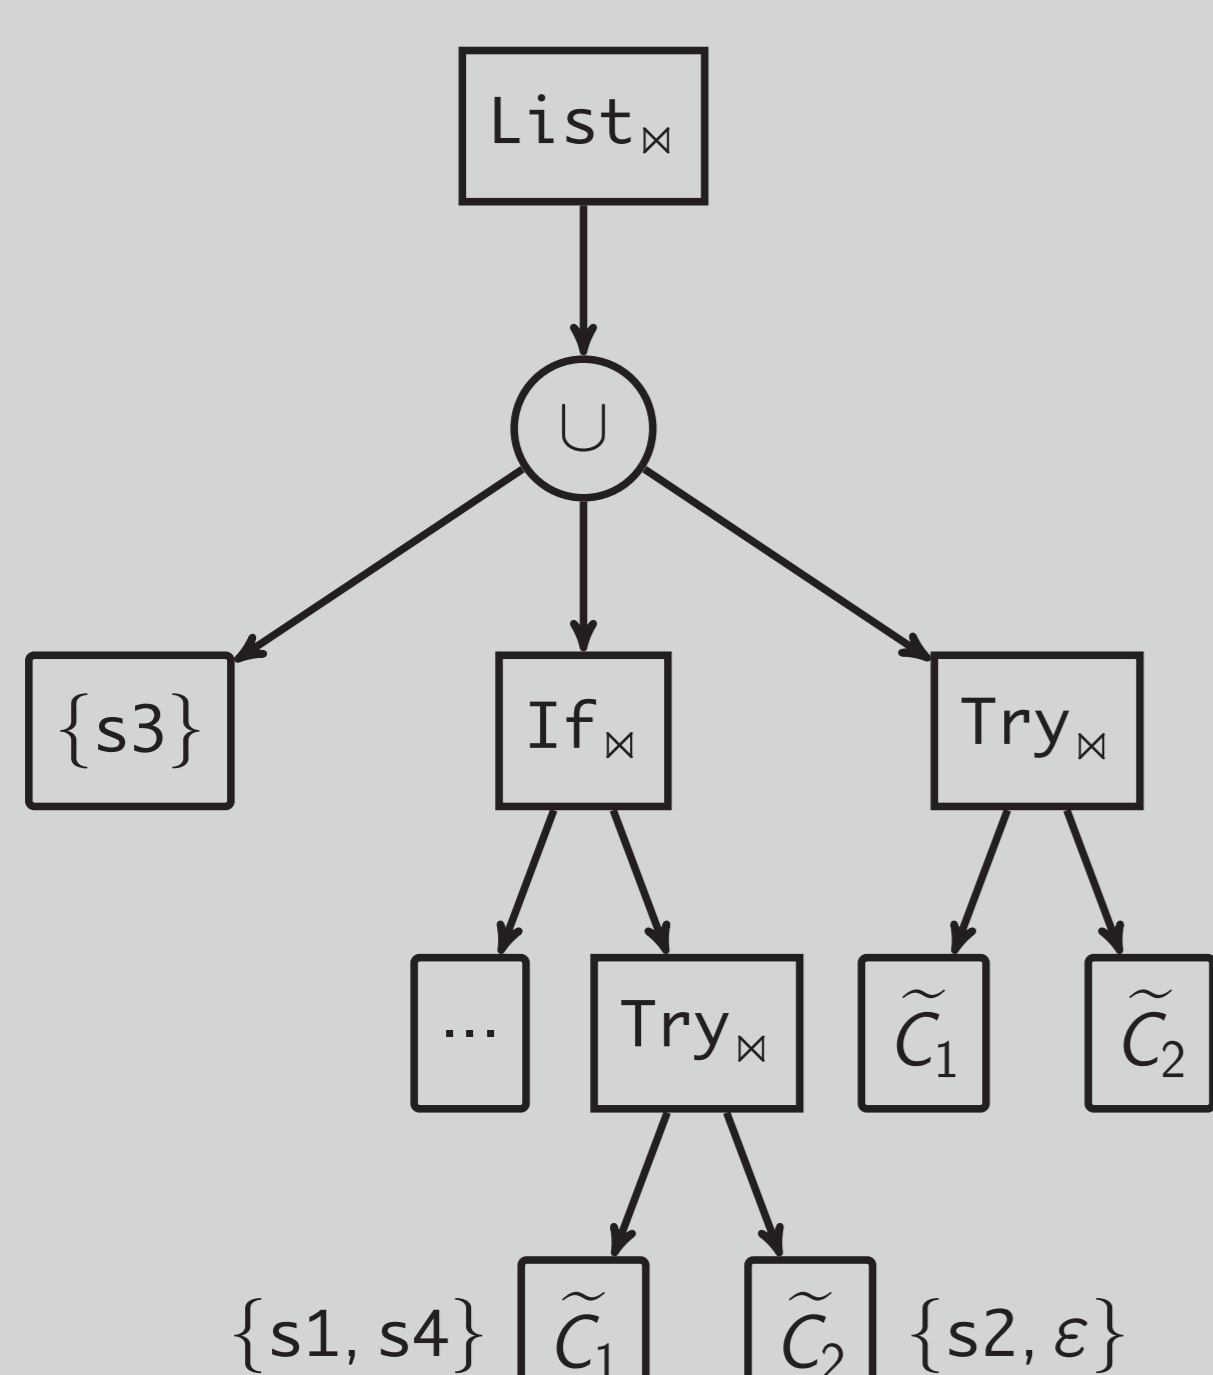 List⋈
∪
{s3} If⋈ Try⋈
... Try⋈ C̃₁ C̃₂
{s1, s4} C̃₁ C̃₂ {s2, ε}